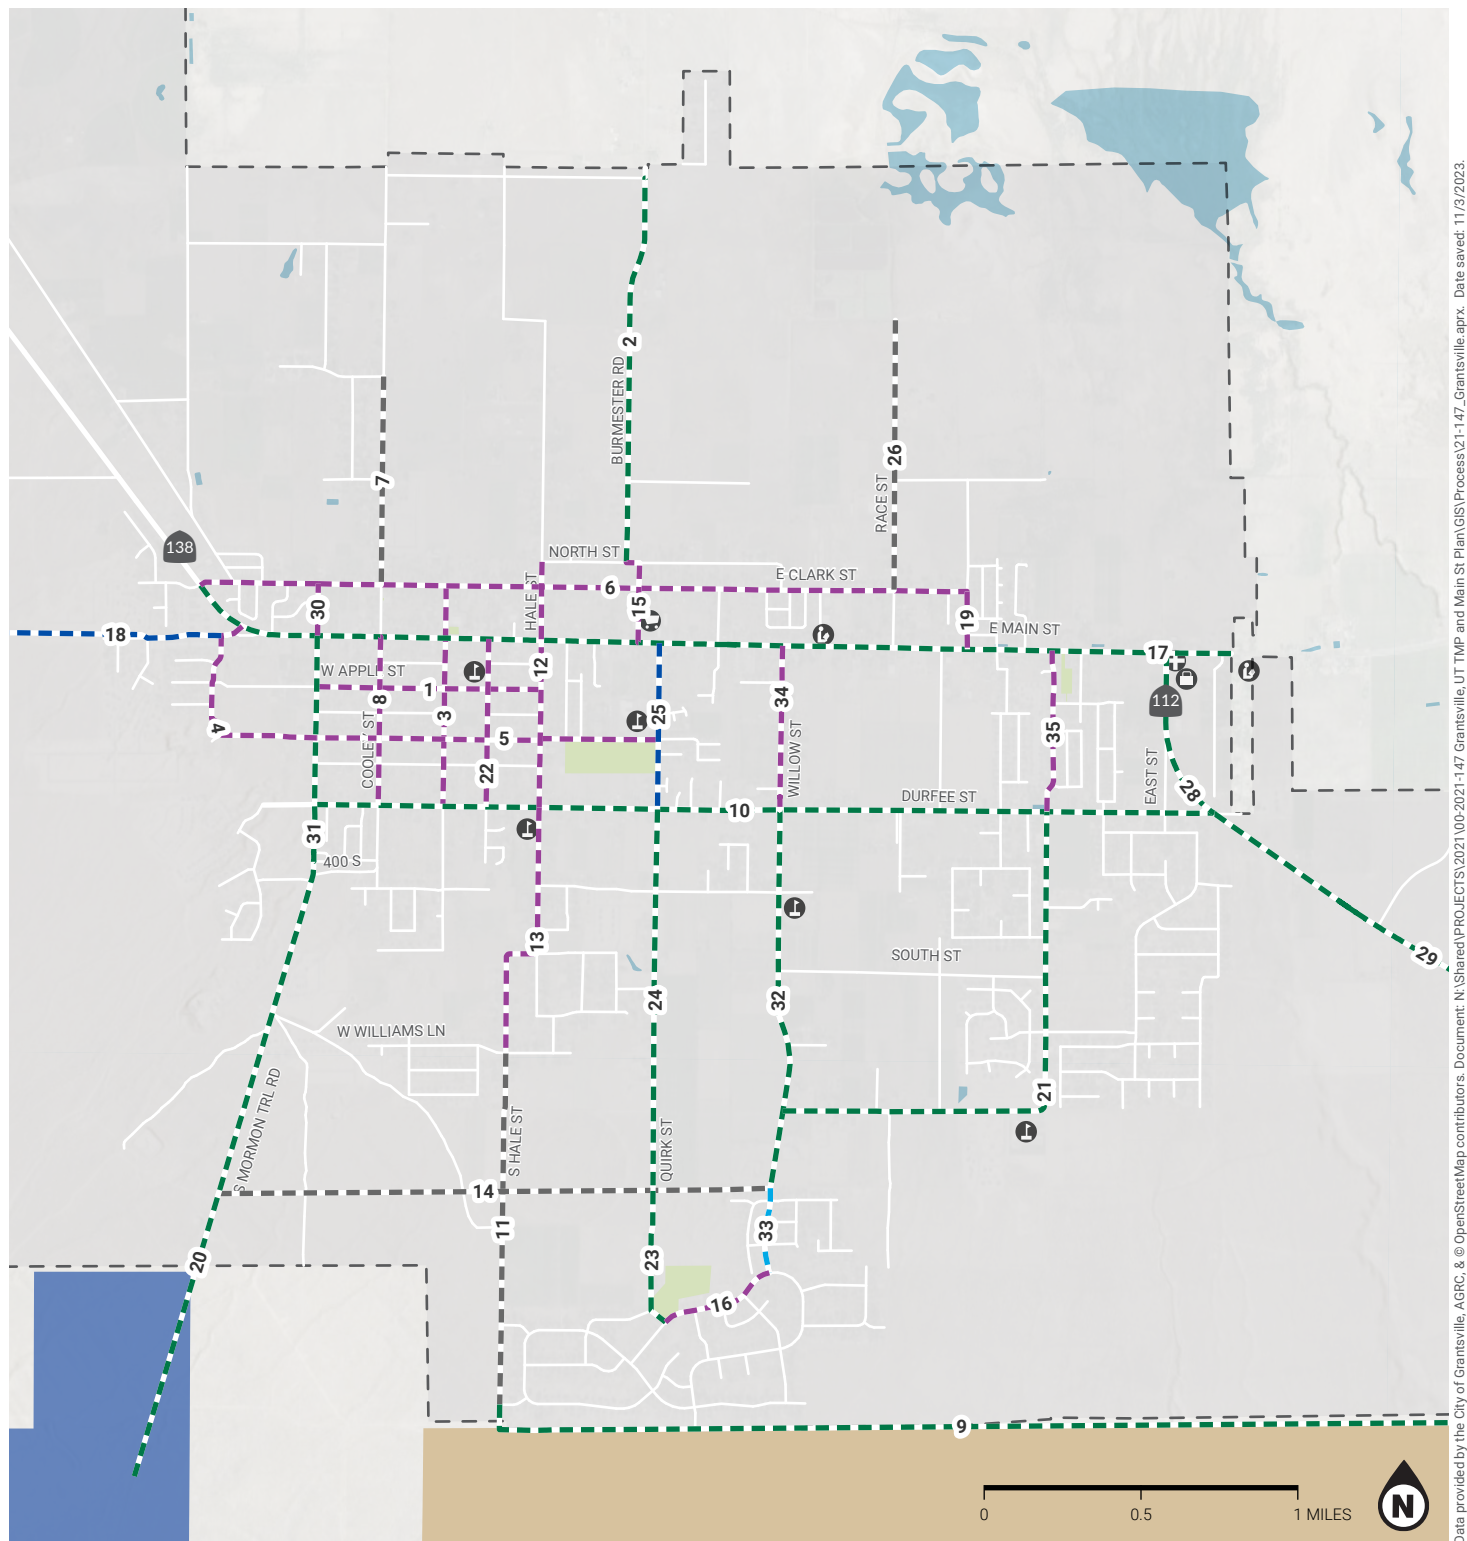 2
BURMESTER RD
26
7
RACE ST
138
NORTH ST
E CLARK ST
6
HALE ST
30
15
19
E MAIN ST
18
17
W APPLE ST
12
1
8
34
112
3
25
4
5
35
COOLEY ST
WILLOW ST
22
EAST ST
28
DURFEE ST
10
31
400 S
13
SOUTH ST
29
24
32
W WILLIAMS LN
21
S MORMON TRL RD
S HALE ST
QUIRK ST
14
11
33
20
23
16
9
0
0.5
1 MILES
N
Data provided by the City of Grantsville, AGRC, & © OpenStreetMap contributors. Document: N:\Shared\PROJECTS\2021\00-2021-147 Grantsville, UT TMP and Main St Plan\GIS\Process\21-147_Grantsville.aprx. Date saved: 11/3/2023.